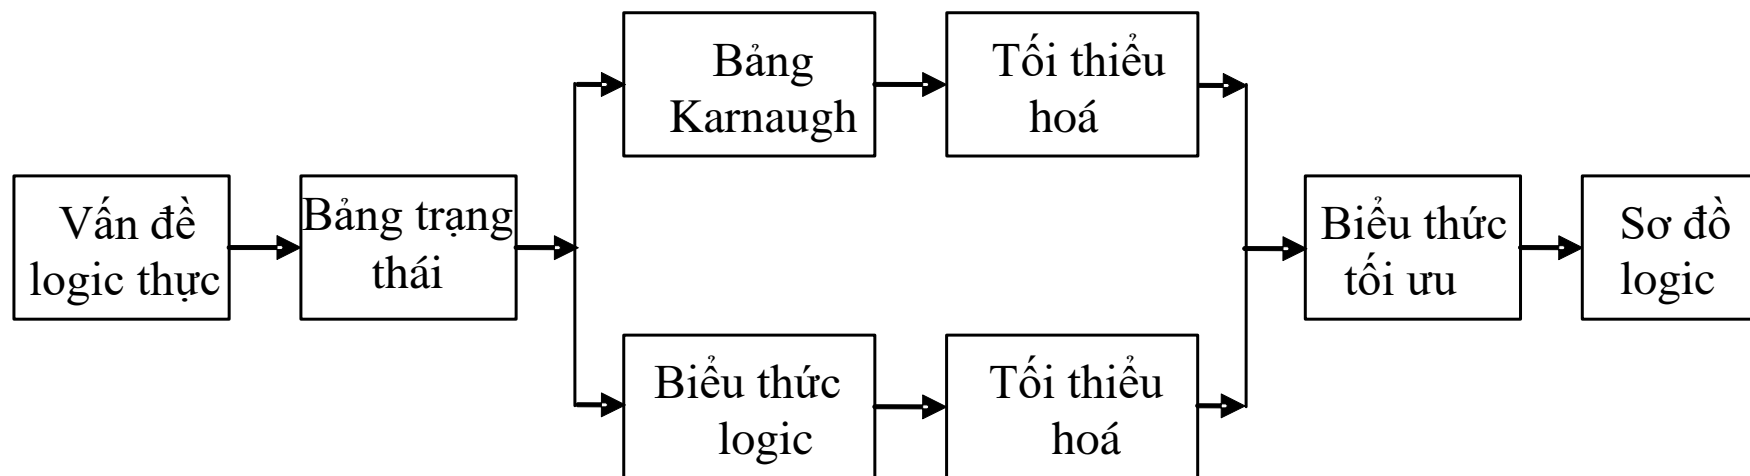 Bảng
Karnaugh
Tối thiểu
hoá
Vấn đề
logic thực
Bảng trạng
thái
Biểu thức
tối ưu
Sơ đồ
logic
Biểu thức
logic
Tối thiểu
hoá